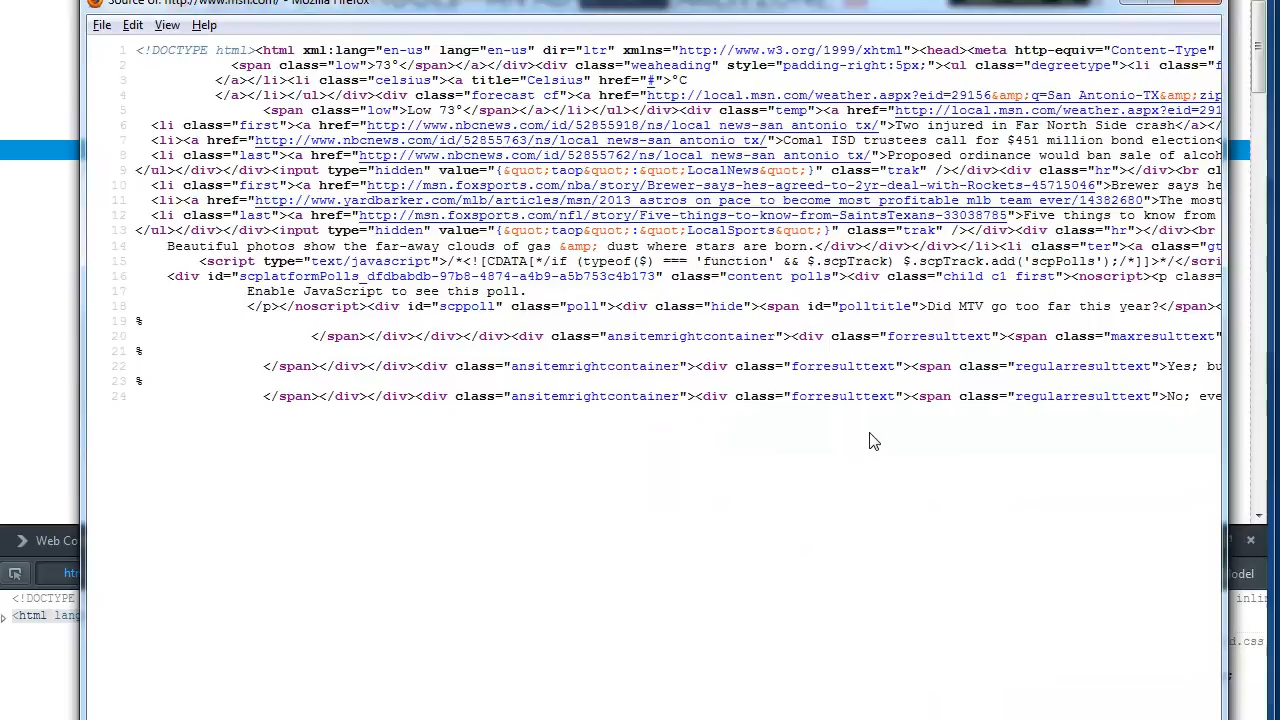 Source of: http://www.msn.com/ - Mozilla Firefox
File Edit View Help
1 <!DOCTYPE html><html xml:lang="en-us" lang="en-us" dir="ltr" xmlns="http://www.w3.org/1999/xhtml"><head><meta http-equiv="Content-Type"
2 <span class="low">73°</span></a></div><div class="weaheading" style="padding-right:5px;"><ul class="degreetype"><li class="f
3 </a></li><li class="celsius"><a title="Celsius" href="#">°C
4 </a></li></ul></div><div class="forecast cf"><a href="http://local.msn.com/weather.aspx?eid=29156&amp;q=San_Antonio-TX&amp;zip
5 <span class="low">Low 73°</span></a></li></ul></div><div class="temp"><a href="http://local.msn.com/weather.aspx?eid=291
6 <li class="first"><a href="http://www.nbcnews.com/id/52855918/ns/local_news-san_antonio_tx/">Two injured in Far North Side crash</a></
7 <li><a href="http://www.nbcnews.com/id/52855763/ns/local_news-san_antonio_tx/">Comal ISD trustees call for $451 million bond election<
8 <li class="last"><a href="http://www.nbcnews.com/id/52855762/ns/local_news-san_antonio_tx/">Proposed ordinance would ban sale of alcoh
9 </ul></div><input type="hidden" value="{&quot;taop&quot;:&quot;LocalNews&quot;}" class="trak" /></div><div class="hr"></div><br cl
10 <li class="first"><a href="http://msn.foxsports.com/nba/story/Brewer-says-hes-agreed-to-2yr-deal-with-Rockets-45715046">Brewer says he
11 <li><a href="http://www.yardbarker.com/mlb/articles/msn/2013_astros_on_pace_to_become_most_profitable_mlb_team_ever/14382680">The most
12 <li class="last"><a href="http://msn.foxsports.com/nfl/story/Five-things-to-know-from-SaintsTexans-33038785">Five things to know from
13 </ul></div><input type="hidden" value="{&quot;taop&quot;:&quot;LocalSports&quot;}" class="trak" /></div><div class="hr"></div><br
14 Beautiful photos show the far-away clouds of gas &amp; dust where stars are born.</div></div></li><li class="ter"><a class="gt
15 <script type="text/javascript">/*<![CDATA[*/if (typeof($) === 'function' && $.scpTrack) $.scpTrack.add('scpPolls');/*]]>*/</scri
16 <div id="scplatformPolls_dfdbabdb-97b8-4874-a4b9-a5b753c4b173" class="content polls"><div class="child c1 first"><noscript><p class=
17 Enable JavaScript to see this poll.
18 </p></noscript><div id="scppoll" class="poll"><div class="hide"><span id="polltitle">Did MTV go too far this year?</span><
19 %
20 </span></div></div></div><div class="ansitemrightcontainer"><div class="forresulttext"><span class="maxresulttext"
21 %
22 </span></div></div><div class="ansitemrightcontainer"><div class="forresulttext"><span class="regularresulttext">Yes; bu
23 %
24 </span></div></div><div class="ansitemrightcontainer"><div class="forresulttext"><span class="regularresulttext">No; eve
Web Co
htm
odel
<!DOCTYPE
inlin
<html lang
d.css